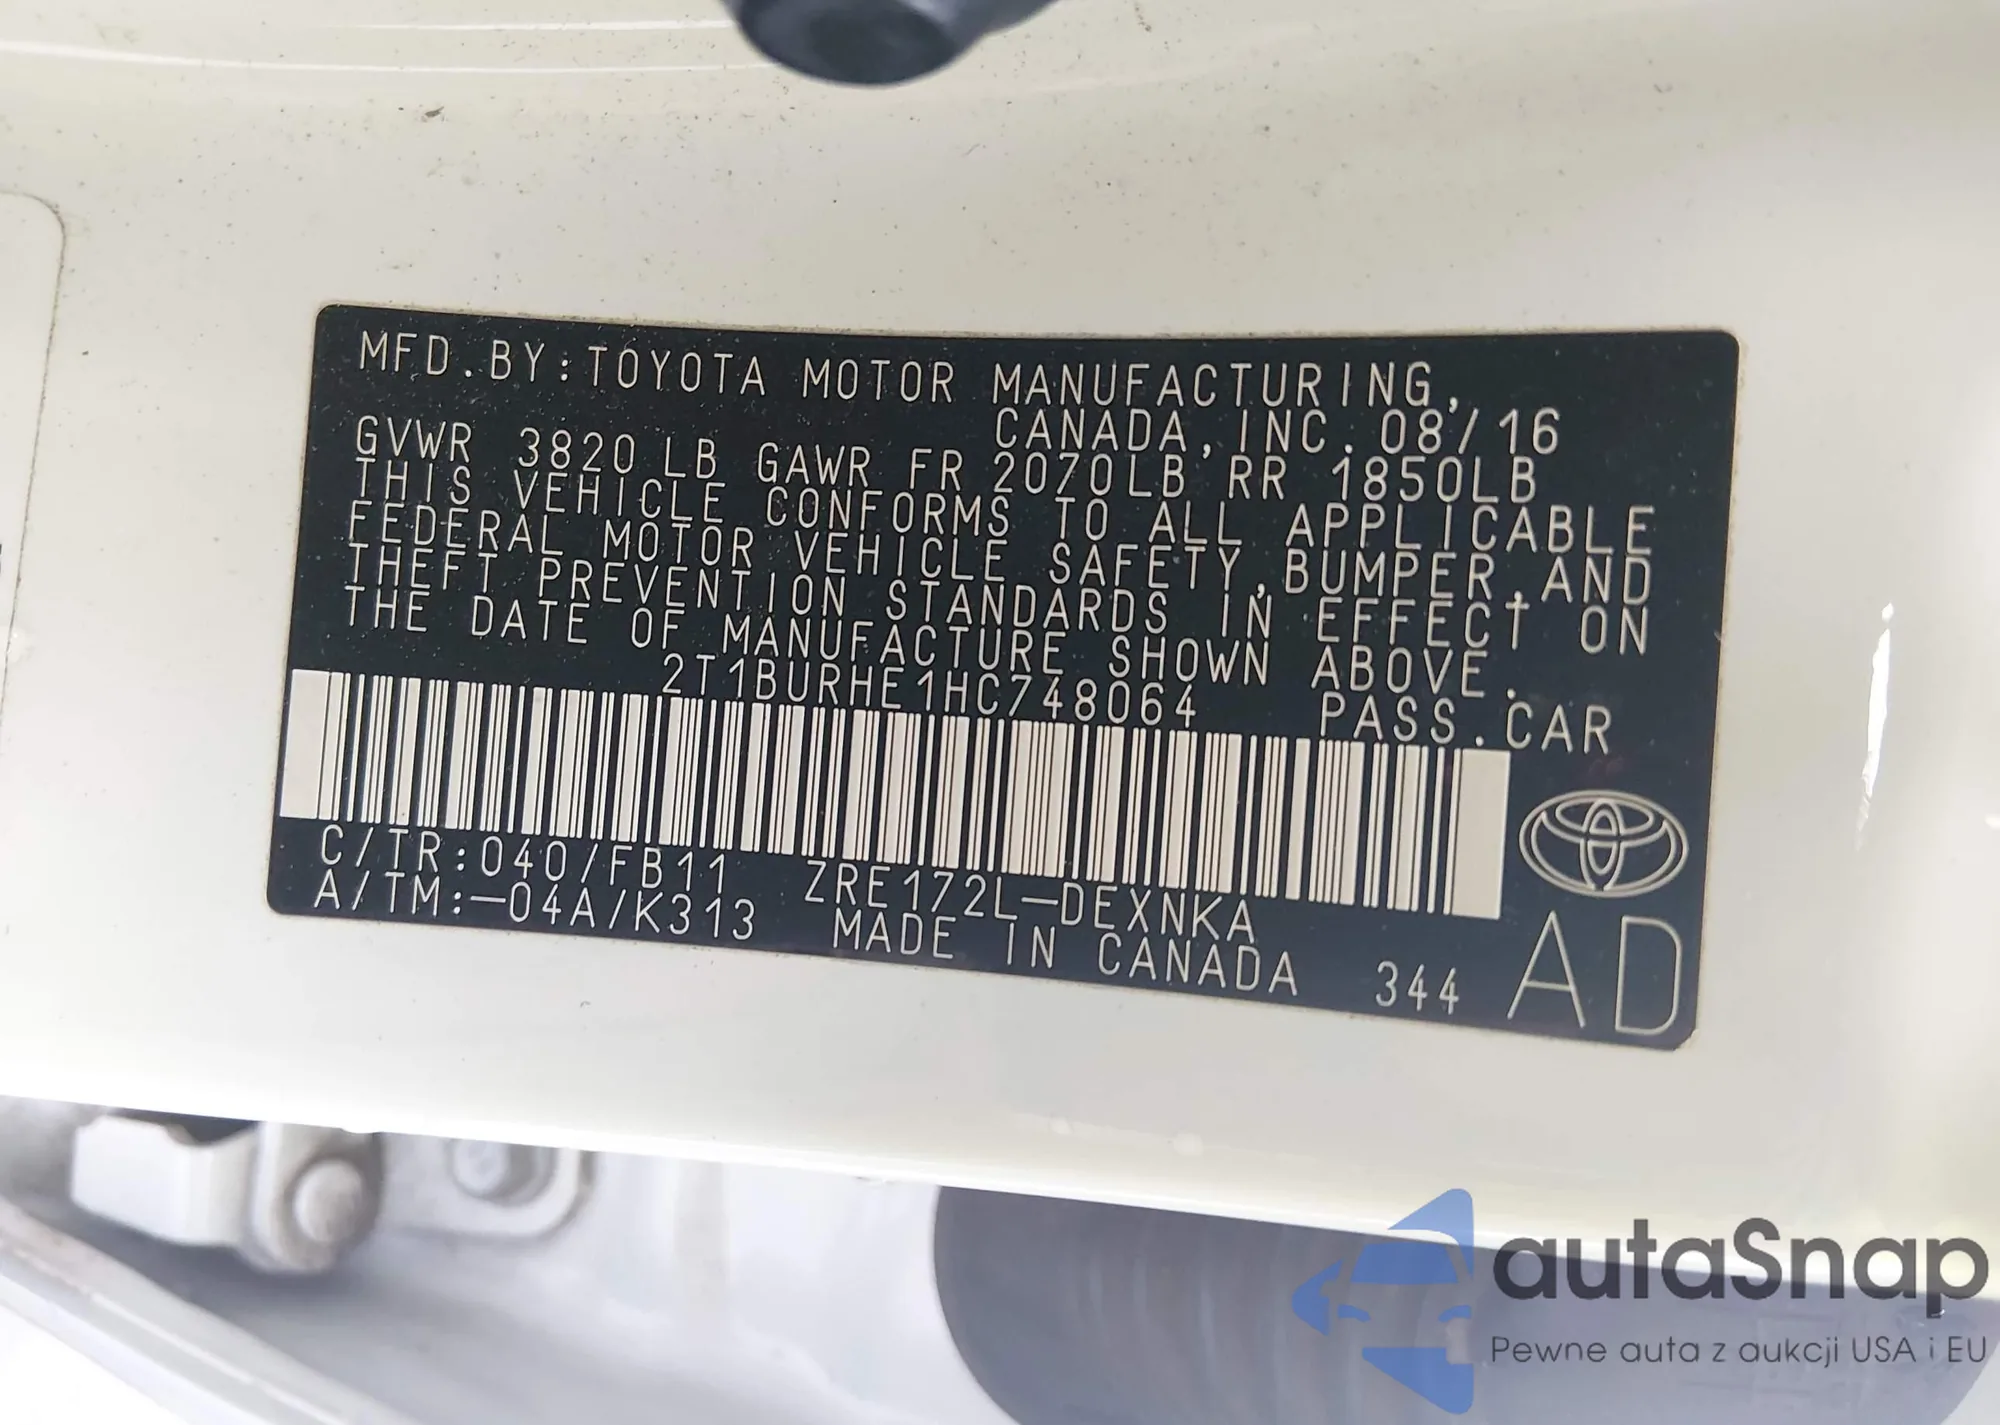 MFD.BY:TOYOTA MOTOR MANUFACTURING,
CANADA,INC. 08/16
GVWR 3820 LB GAWR FR 2070LB RR 1850LB
THIS VEHICLE CONFORMS TO ALL APPLICABLE
FEDERAL MOTOR VEHICLE SAFETY,BUMPER,AND
THEFT PREVENTION STANDARDS IN EFFECT ON
THE DATE OF MANUFACTURE SHOWN ABOVE.
2T1BURHE1HC748064 PASS.CAR
C/TR:040/FB11 ZRE172L-DEXNKA
A/TM:-04A/K313 MADE IN CANADA 344 AD
autaSnap
Pewne auta z aukcji USA i EU